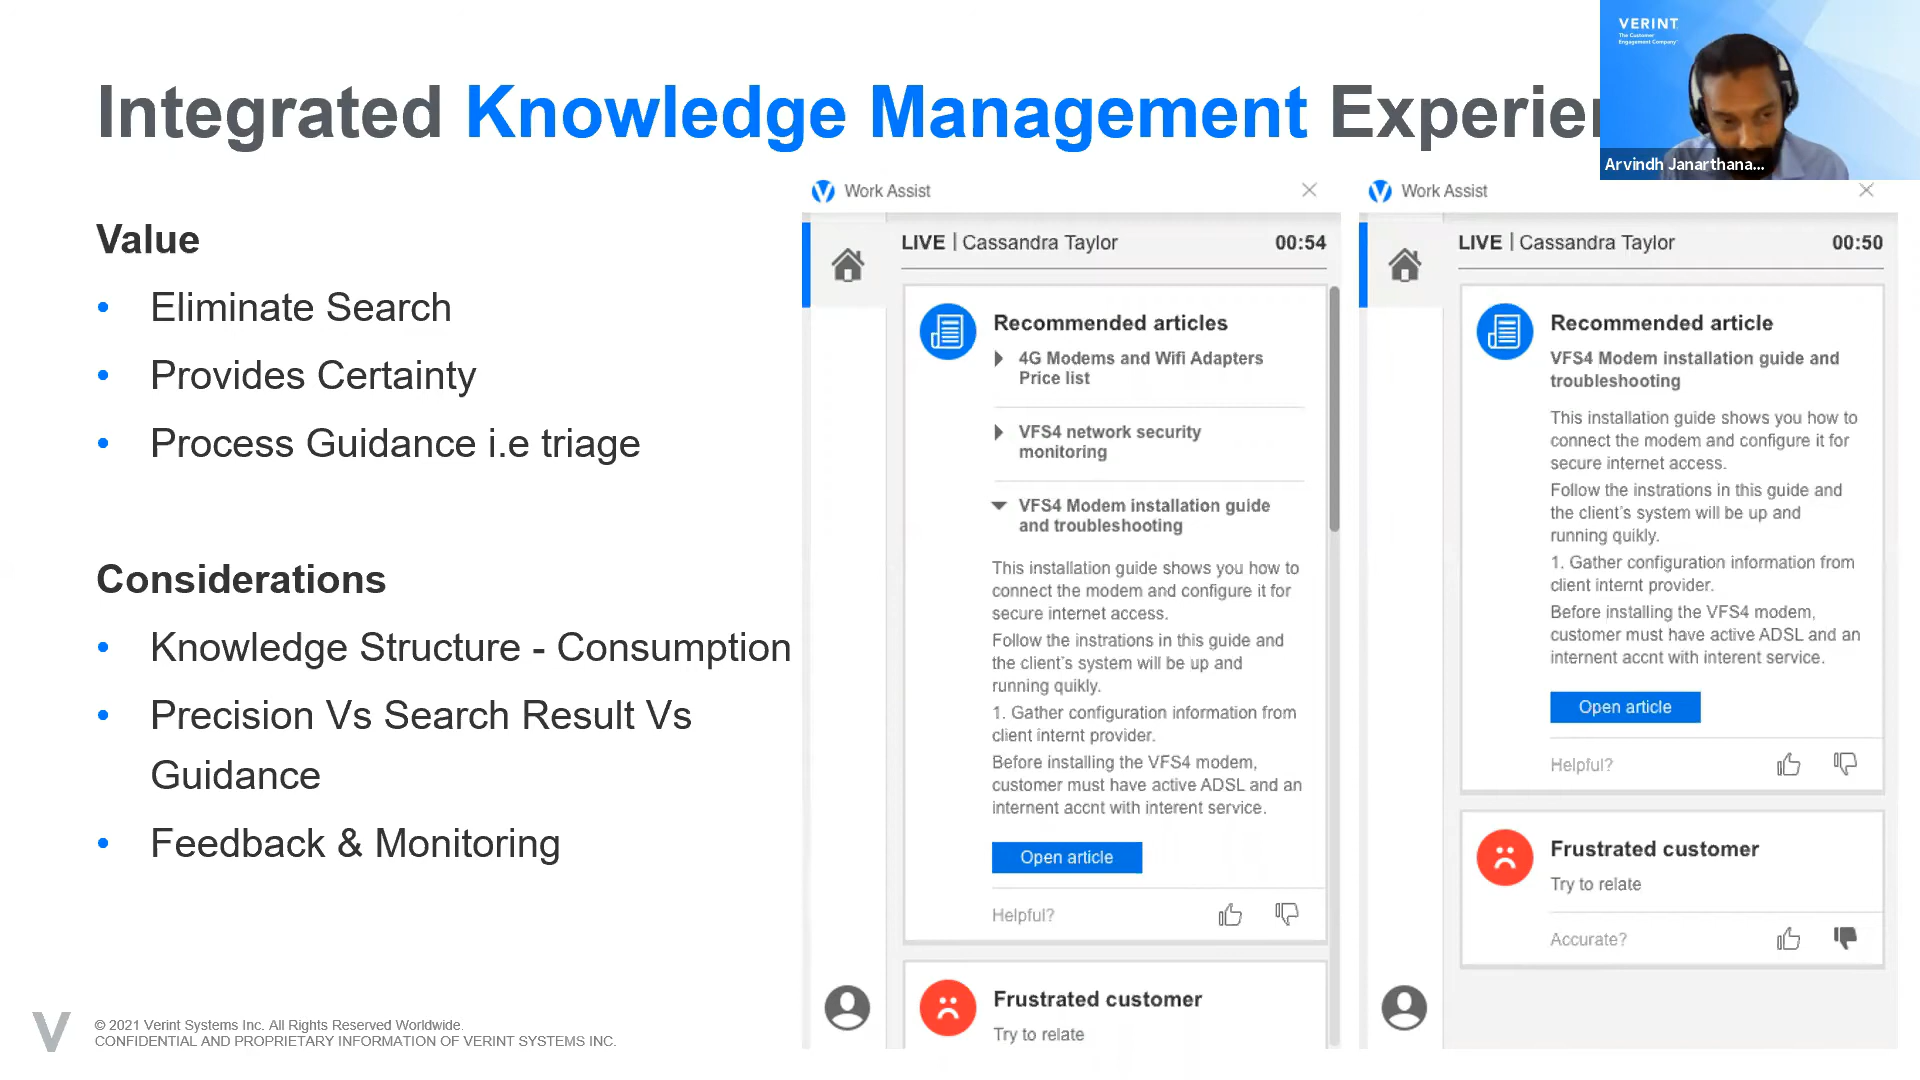 Integrated Knowledge Management Experien
VERINT
The Customer
Engagement Company
Arvindh Janarthana...
Value
• Eliminate Search
• Provides Certainty
• Process Guidance i.e triage
Considerations
• Knowledge Structure - Consumption
• Precision Vs Search Result Vs
Guidance
• Feedback & Monitoring
Work Assist
LIVE | Cassandra Taylor 00:54
Recommended articles
4G Modems and Wifi Adapters
Price list
VFS4 network security
monitoring
VFS4 Modem installation guide
and troubleshooting
This installation guide shows you how to
connect the modem and configure it for
secure internet access.
Follow the instrations in this guide and
the client's system will be up and
running quickly.
1. Gather configuration information from
client internt provider.
Before installing the VFS4 modem,
customer must have active ADSL and an
internent accnt with interent service.
Open article
Helpful?
Frustrated customer
Try to relate
Work Assist
LIVE | Cassandra Taylor 00:50
Recommended article
VFS4 Modem installation guide and
troubleshooting
This installation guide shows you how to
connect the modem and configure it for
secure internet access.
Follow the instrations in this guide and
the client's system will be up and
running quickly.
1. Gather configuration information from
client internt provider.
Before installing the VFS4 modem,
customer must have active ADSL and an
internent accnt with interent service.
Open article
Helpful?
Frustrated customer
Try to relate
Accurate?
© 2021 Verint Systems Inc. All Rights Reserved Worldwide.
CONFIDENTIAL AND PROPRIETARY INFORMATION OF VERINT SYSTEMS INC.